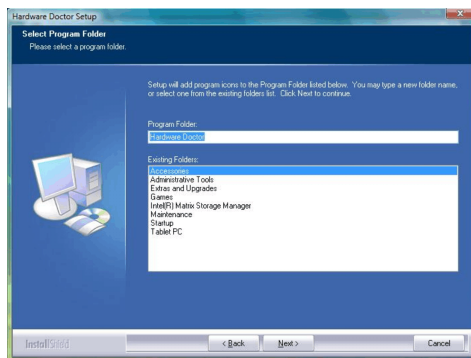 Hardware Doctor Setup
Select Program Folder
Please select a program folder.
Setup will add program icons to the Program Folder listed below. You may type a new folder name,
or select one from the existing folders list. Click Next to continue.
Program Folder:
Hardware Doctor
Existing Folders:
Accessories
Administrative Tools
Extras and Upgrades
Games
Intel(R) Matrix Storage Manager
Maintenance
Startup
Tablet PC
InstallShield
< Back
Next >
Cancel